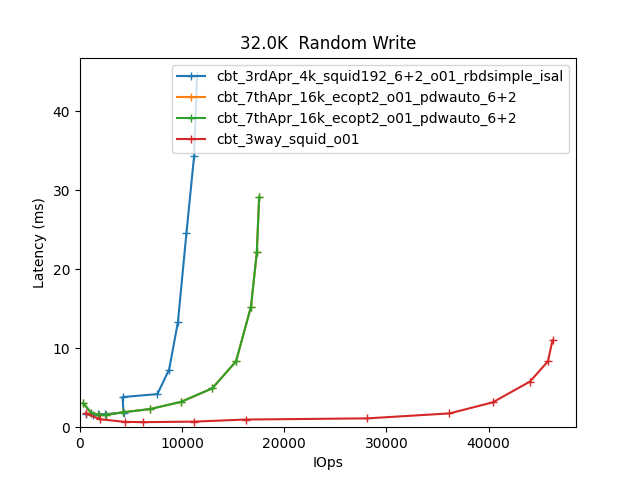 32.0K  Random Write
cbt_3rdApr_4k_squid192_6+2_o01_rbdsimple_isal
cbt_7thApr_16k_ecopt2_o01_pdwauto_6+2
cbt_7thApr_16k_ecopt2_o01_pdwauto_6+2
cbt_3way_squid_o01
Latency (ms)
40
30
20
10
0
0 10000 20000 30000 40000
IOps